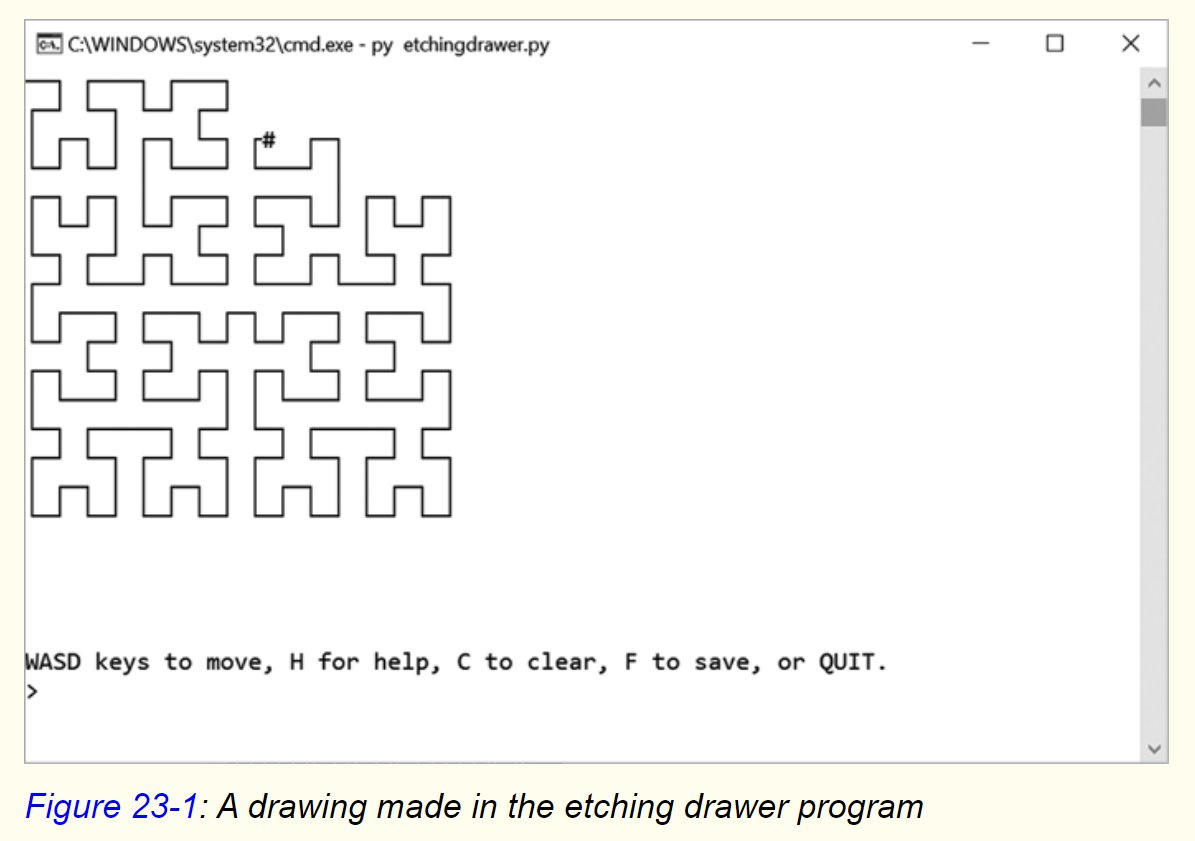 C:\WINDOWS\system32\cmd.exe - py  etchingdrawer.py
#
WASD keys to move, H for help, C to clear, F to save, or QUIT.
>
Figure 23-1: A drawing made in the etching drawer program